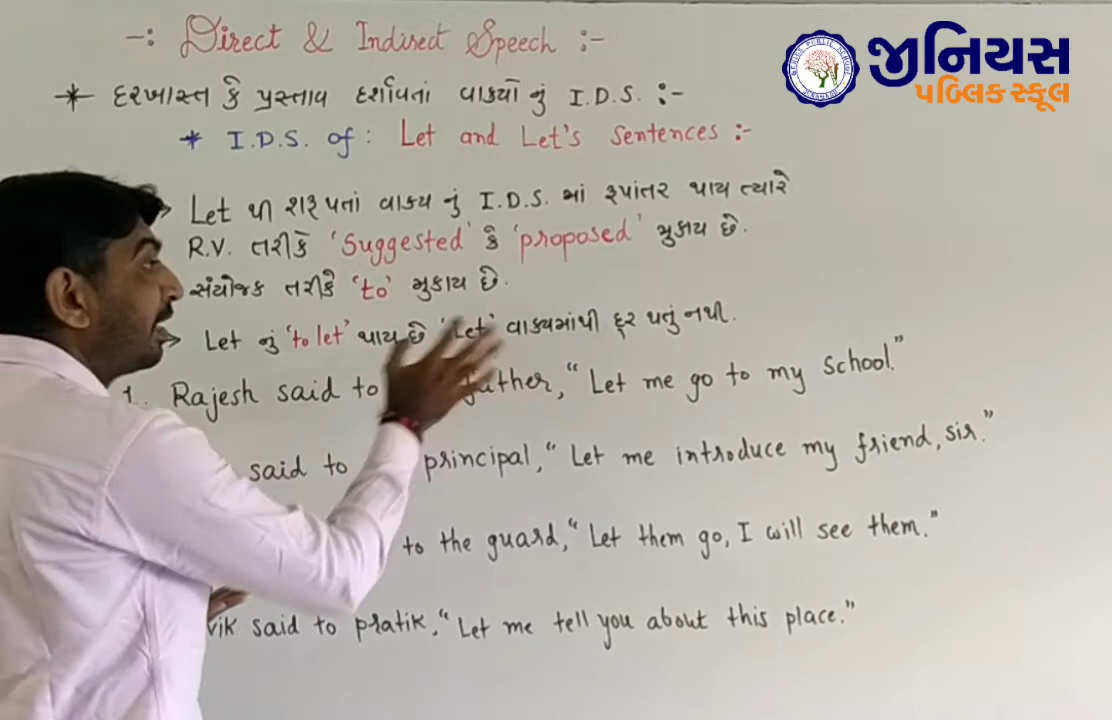 -: Direct & Indirect Speech :-
જીનિયસ
પબ્લિક સ્કૂલ
* દરખાસ્ત કે પ્રસ્તાવ દર્શાવતાં વાક્યો નું I.D.S. :-
* I.D.S. of : Let and Let's Sentences :-
Let થી શરૂ થતાં વાક્ય નું I.D.S. માં રૂપાંતર થાય ત્યારે
R.V. તરીકે 'Suggested' કે 'proposed' મુકાય છે.
સંયોજક તરીકે 'to' મુકાય છે.
Let નું 'to let' થાય છે 'Let' વાક્યમાંથી દૂર થતું નથી.
1. Rajesh said to father, "Let me go to my School."
said to principal, "Let me introduce my friend, sir."
to the guard, "Let them go, I will see them."
vik said to pratik, "Let me tell you about this place."